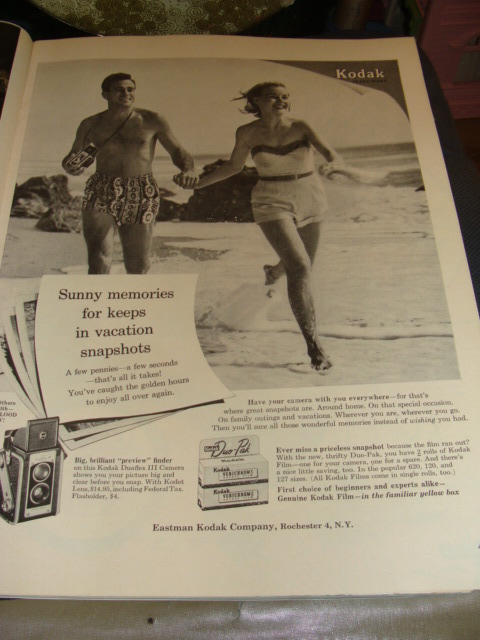 Kodak
Sunny memories
for keeps
in vacation
snapshots
A few pennies—a few seconds
—that's all it takes!
You've caught the golden hours
to enjoy all over again.
Have your camera with you everywhere—for that's
where great snapshots are. Around home. On that special occasion.
On family outings and vacations. Wherever you are, wherever you go.
Then you'll save all those wonderful memories instead of wishing you had.
Big, brilliant "preview" finder
on this Kodak Duaflex III Camera
shows you your picture big and
clear before you snap. With Kodet
Lens, $14.95, including Federal Tax.
Flasholder, $4.
Duo-Pak
Kodak
VERICHROME
Kodak
VERICHROME
Ever miss a priceless snapshot because the film ran out?
With the new, thrifty Duo-Pak, you have 2 rolls of Kodak
Film—one for your camera, one for a spare. And there's
a nice little saving, too. In the popular 620, 120, and
127 sizes. (All Kodak Films come in single rolls, too.)
First choice of beginners and experts alike—
Genuine Kodak Film—in the familiar yellow box
Eastman Kodak Company, Rochester 4, N.Y.